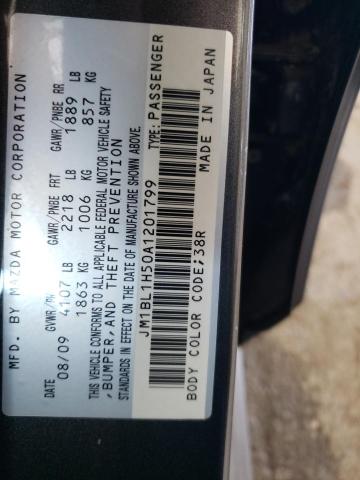 MFD. BY MAZDA MOTOR CORPORATION
DATE GVWR/PNBV GAWR/PNBE FRT GAWR/PNBE RR
08/09 4107 LB 2218 LB 1889 LB
1863 KG 1006 KG 857 KG
THIS VEHICLE CONFORMS TO ALL APPLICABLE FEDERAL MOTOR VEHICLE SAFETY
, BUMPER, AND THEFT PREVENTION
STANDARDS IN EFFECT ON THE DATE OF MANUFACTURE SHOWN ABOVE.
JM1BL1H50A1201799 TYPE:PASSENGER
BODY COLOR CODE;38R MADE IN JAPAN